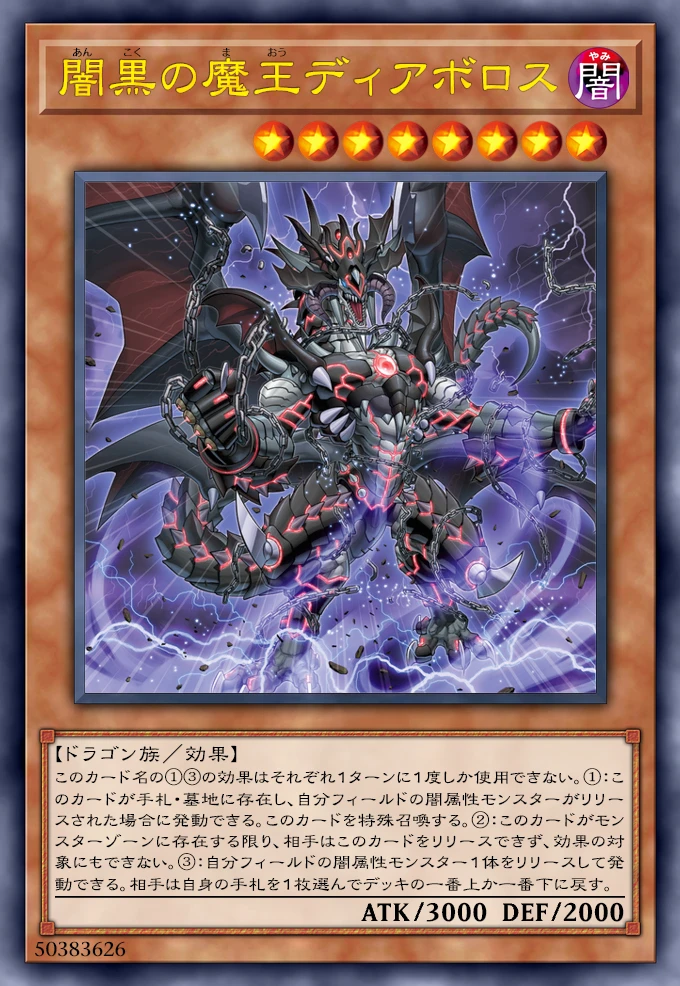 あん こく ま おう
闇黒の魔王ディアボロス
やみ
闇
【ドラゴン族／効果】
このカード名の①③の効果はそれぞれ1ターンに1度しか使用できない。①：こ
のカードが手札・墓地に存在し、自分フィールドの闇属性モンスターがリリー
スされた場合に発動できる。このカードを特殊召喚する。②：このカードがモン
スターゾーンに存在する限り、相手はこのカードをリリースできず、効果の対
象にもできない。③：自分フィールドの闇属性モンスター1体をリリースして発
動できる。相手は自身の手札を1枚選んでデッキの一番上か一番下に戻す。
ATK/3000 DEF/2000
50383626